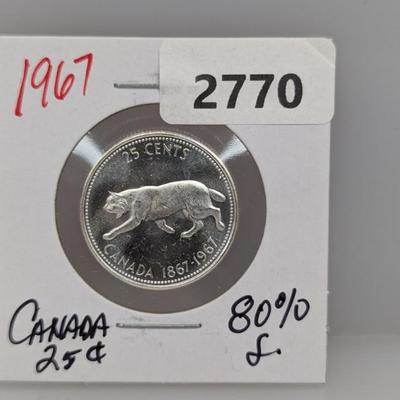 1967
2770
25 CENTS
CANADA 1867-1967
CANADA
25¢
80%
S.